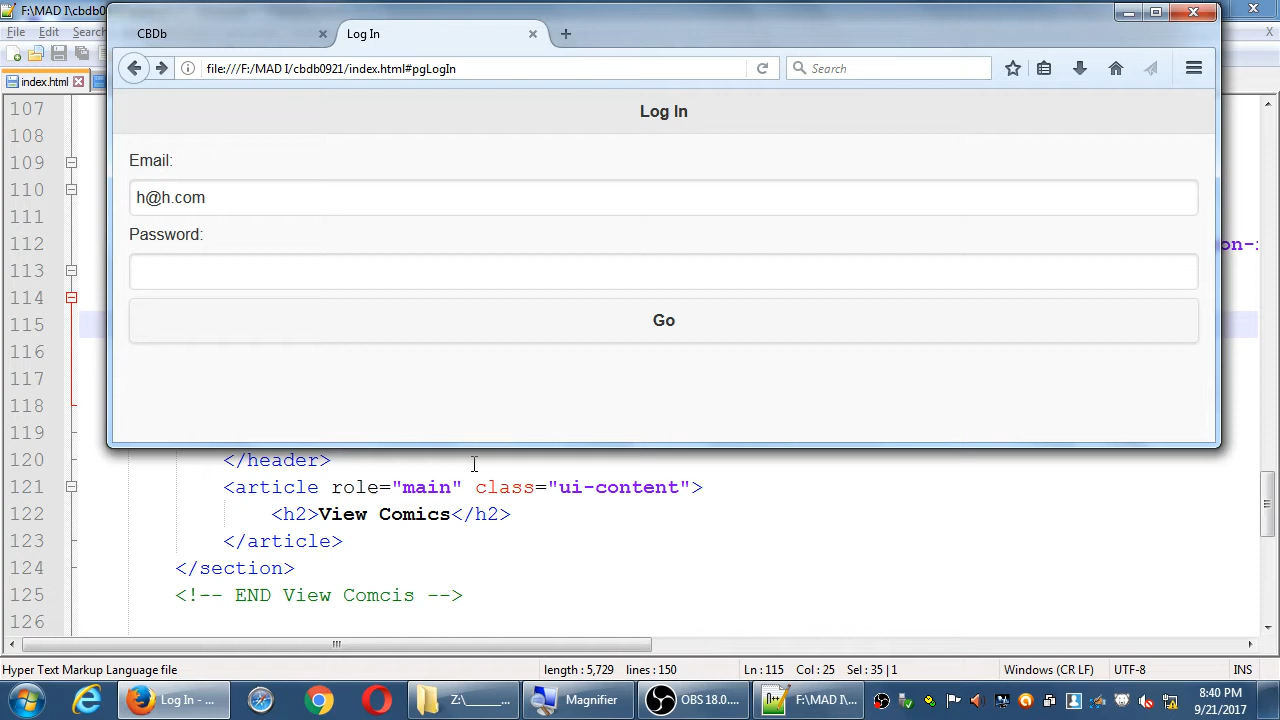 F:\MAD I\cbdb0
File Edit Search
index.html
CBDb
Log In
file:///F:/MAD I/cbdb0921/index.html#pgLogIn
Search
Log In
Email:
h@h.com
Password:
Go
107
108
109
110
111
112 on-
113
114
115
116
117
118
119
120 </header>
121 <article role="main" class="ui-content">
122 <h2>View Comics</h2>
123 </article>
124 </section>
125 <!-- END View Comcis -->
126
Hyper Text Markup Language file length : 5,729 lines : 150 Ln : 115 Col : 25 Sel : 35 | 1 Windows (CR LF) UTF-8 INS
Log In - ... Z:\_____... Magnifier OBS 18.0.... F:\MAD I\... 8:40 PM
9/21/2017